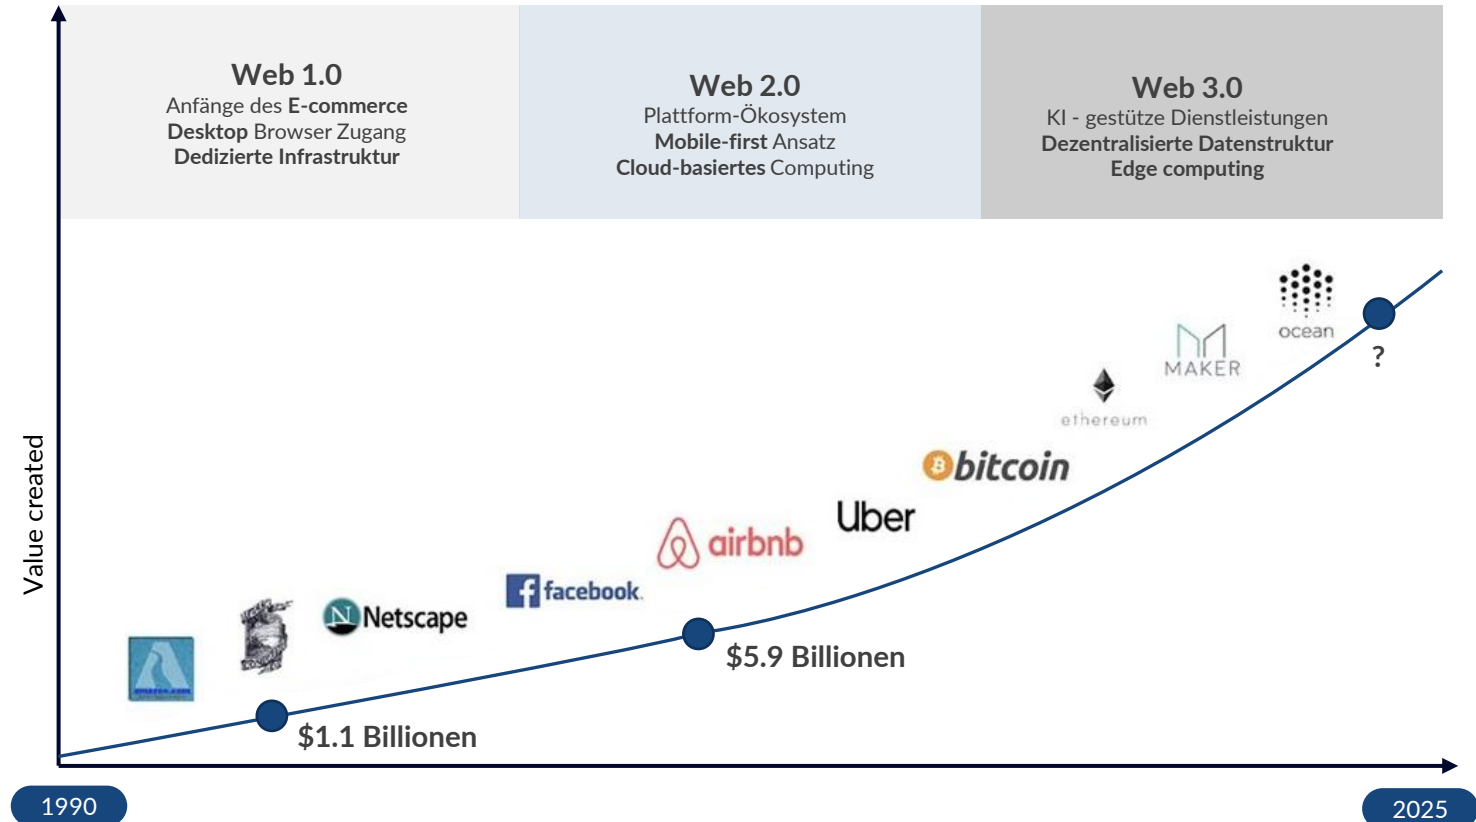 Web 1.0
Anfänge des E-commerce
Desktop Browser Zugang
Dedizierte Infrastruktur
Web 2.0
Plattform-Ökosystem
Mobile-first Ansatz
Cloud-basiertes Computing
Web 3.0
KI - gestütze Dienstleistungen
Dezentralisierte Datenstruktur
Edge computing
Value created
amazon.com
Netscape
facebook.
airbnb
Uber
bitcoin
ethereum
MAKER
ocean
$1.1 Billionen
$5.9 Billionen
?
1990
2025